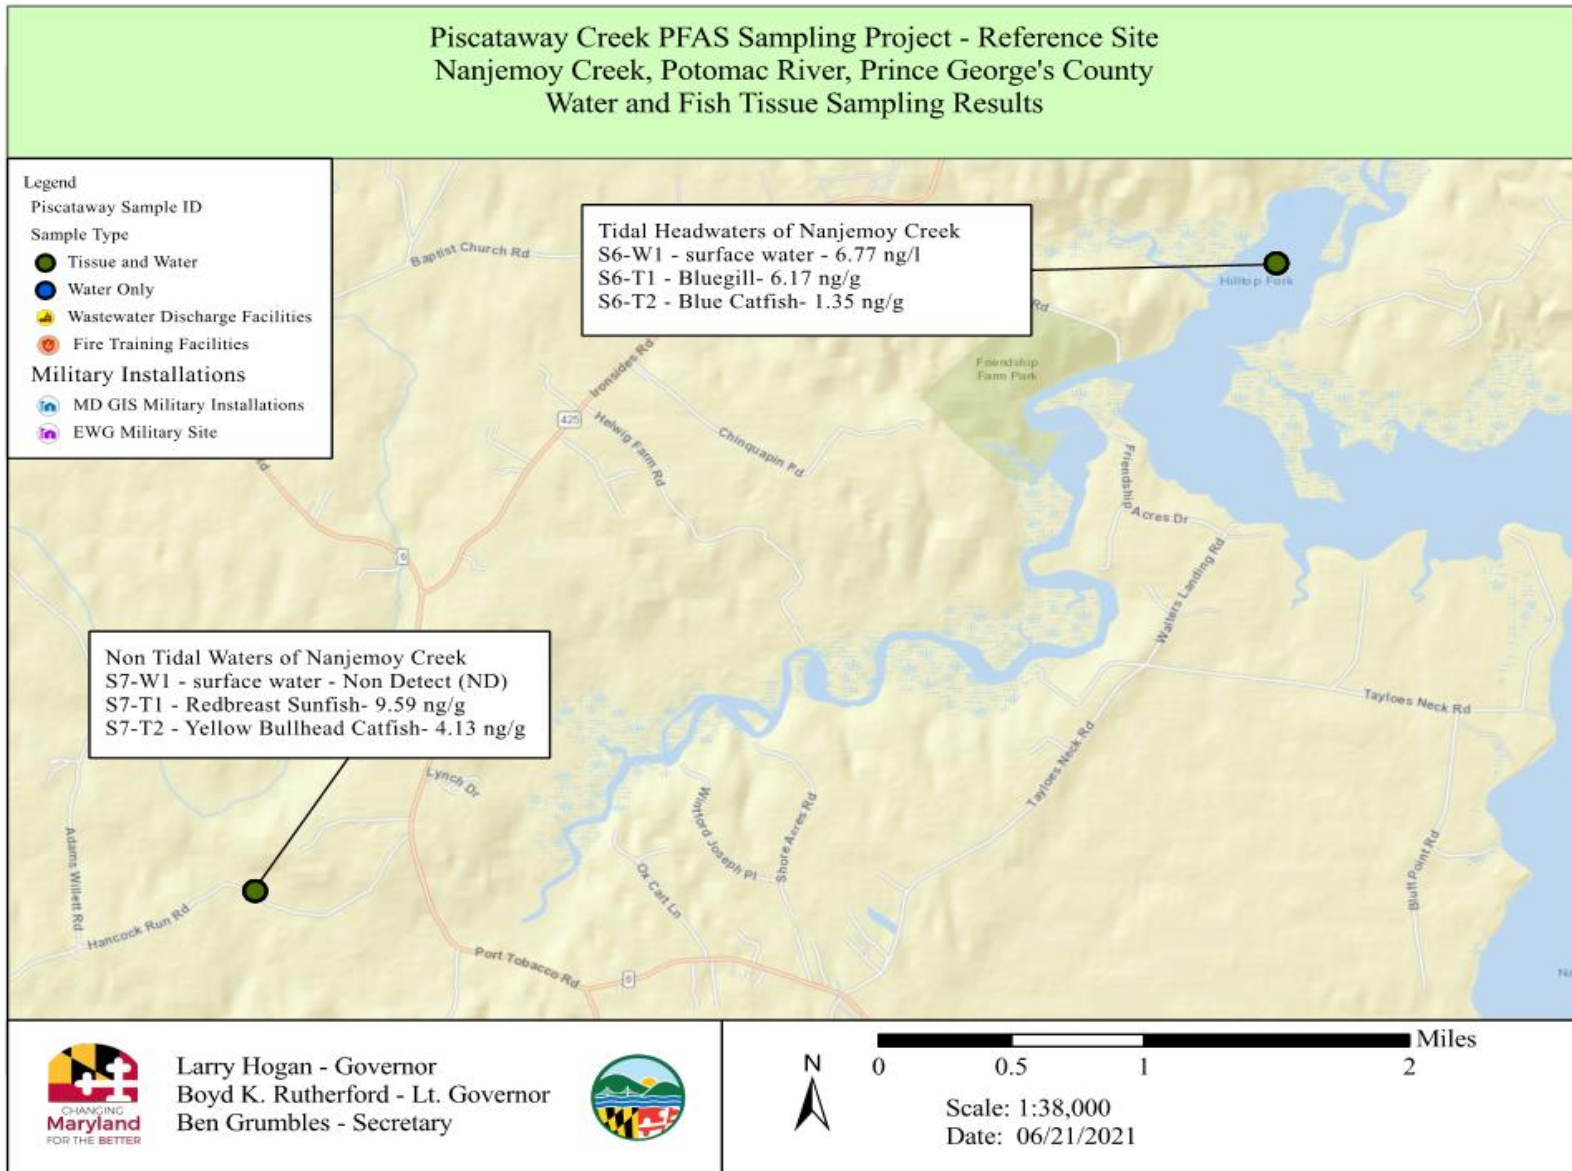 Piscataway Creek PFAS Sampling Project - Reference Site
Nanjemoy Creek, Potomac River, Prince George's County
Water and Fish Tissue Sampling Results
Legend
Piscataway Sample ID
Sample Type
Tissue and Water
Water Only
Wastewater Discharge Facilities
Fire Training Facilities
Military Installations
MD GIS Military Installations
EWG Military Site
Tidal Headwaters of Nanjemoy Creek
S6-W1 - surface water - 6.77 ng/l
S6-T1 - Bluegill- 6.17 ng/g
S6-T2 - Blue Catfish- 1.35 ng/g
Baptist Church Rd
Hilltop Fork
Rd
Friendship
Farm Park
Ironsides Rd
425
Helwig Farm Rd
Chinquapin Rd
Rd
Friendship Acres Dr
6
Walters Landing Rd
Non Tidal Waters of Nanjemoy Creek
S7-W1 - surface water - Non Detect (ND)
S7-T1 - Redbreast Sunfish- 9.59 ng/g
S7-T2 - Yellow Bullhead Catfish- 4.13 ng/g
Tayloes Neck Rd
Tayloes Neck Rd
Lynch Dr
Adams Willett Rd
Winford Joseph Pl
Shore Acres Rd
Ox Cart Ln
Bluff Point Rd
Hancock Run Rd
Port Tobacco Rd
6
Na
CHANGING
Maryland
FOR THE BETTER
Larry Hogan - Governor
Boyd K. Rutherford - Lt. Governor
Ben Grumbles - Secretary
N
Miles
0 0.5 1 2
Scale: 1:38,000
Date: 06/21/2021